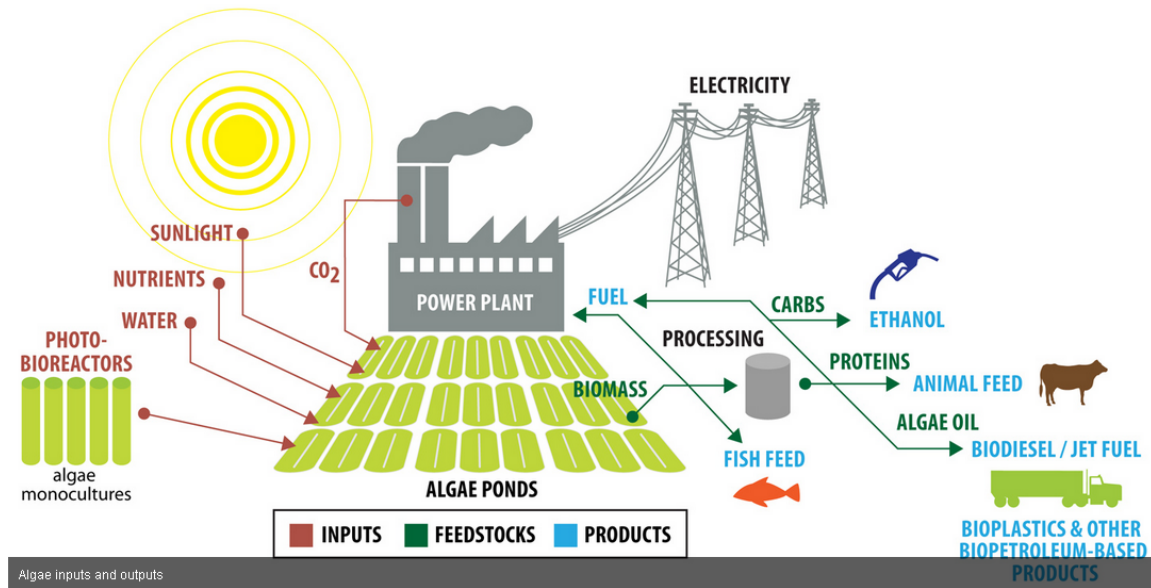 ELECTRICITY
SUNLIGHT
NUTRIENTS
WATER
CO2
PHOTO-
BIOREACTORS
algae
monocultures
POWER PLANT
FUEL
PROCESSING
BIOMASS
CARBS
ETHANOL
PROTEINS
ANIMAL FEED
ALGAE OIL
BIODIESEL / JET FUEL
FISH FEED
ALGAE PONDS
BIOPLASTICS & OTHER
BIOPETROLEUM-BASED
PRODUCTS
INPUTS FEEDSTOCKS PRODUCTS
Algae inputs and outputs